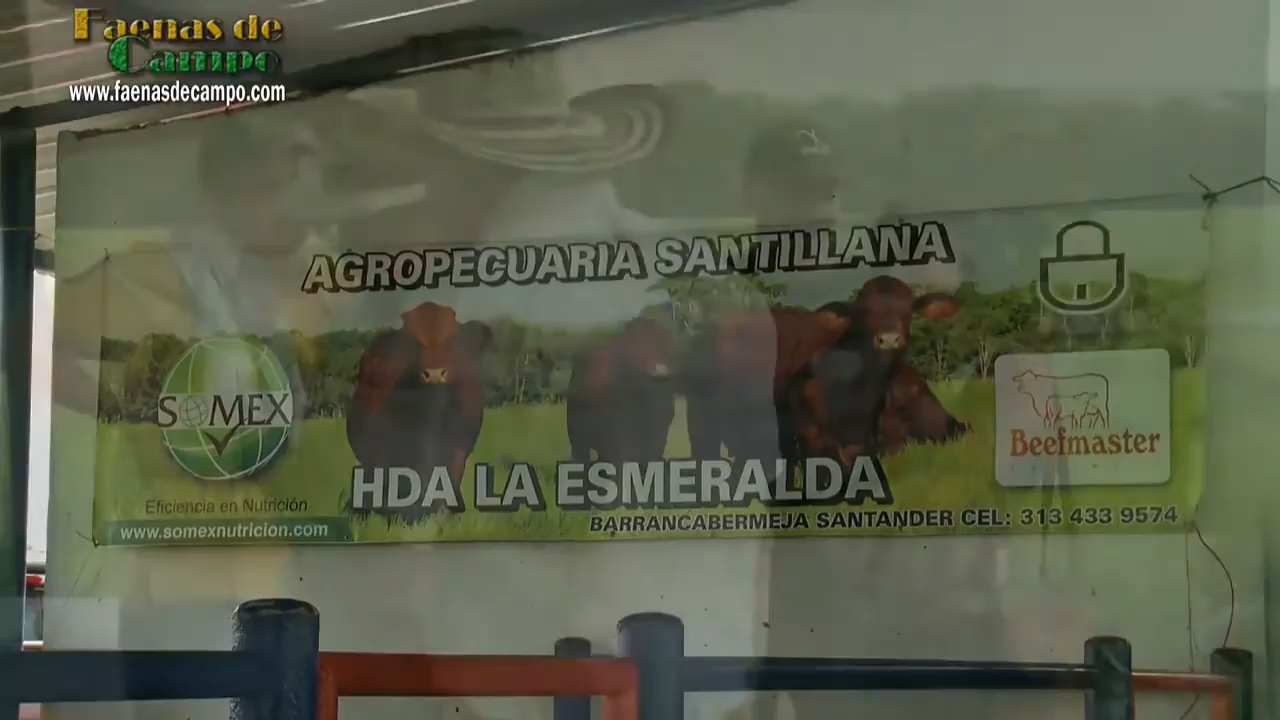 Faenas de
Campo
www.faenasdecampo.com
AGROPECUARIA SANTILLANA
SOMEX
Beefmaster
HDA LA ESMERALDA
Eficiencia en Nutrición
www.somexnutricion.com
BARRANCABERMEJA SANTANDER CEL: 313 433 9574